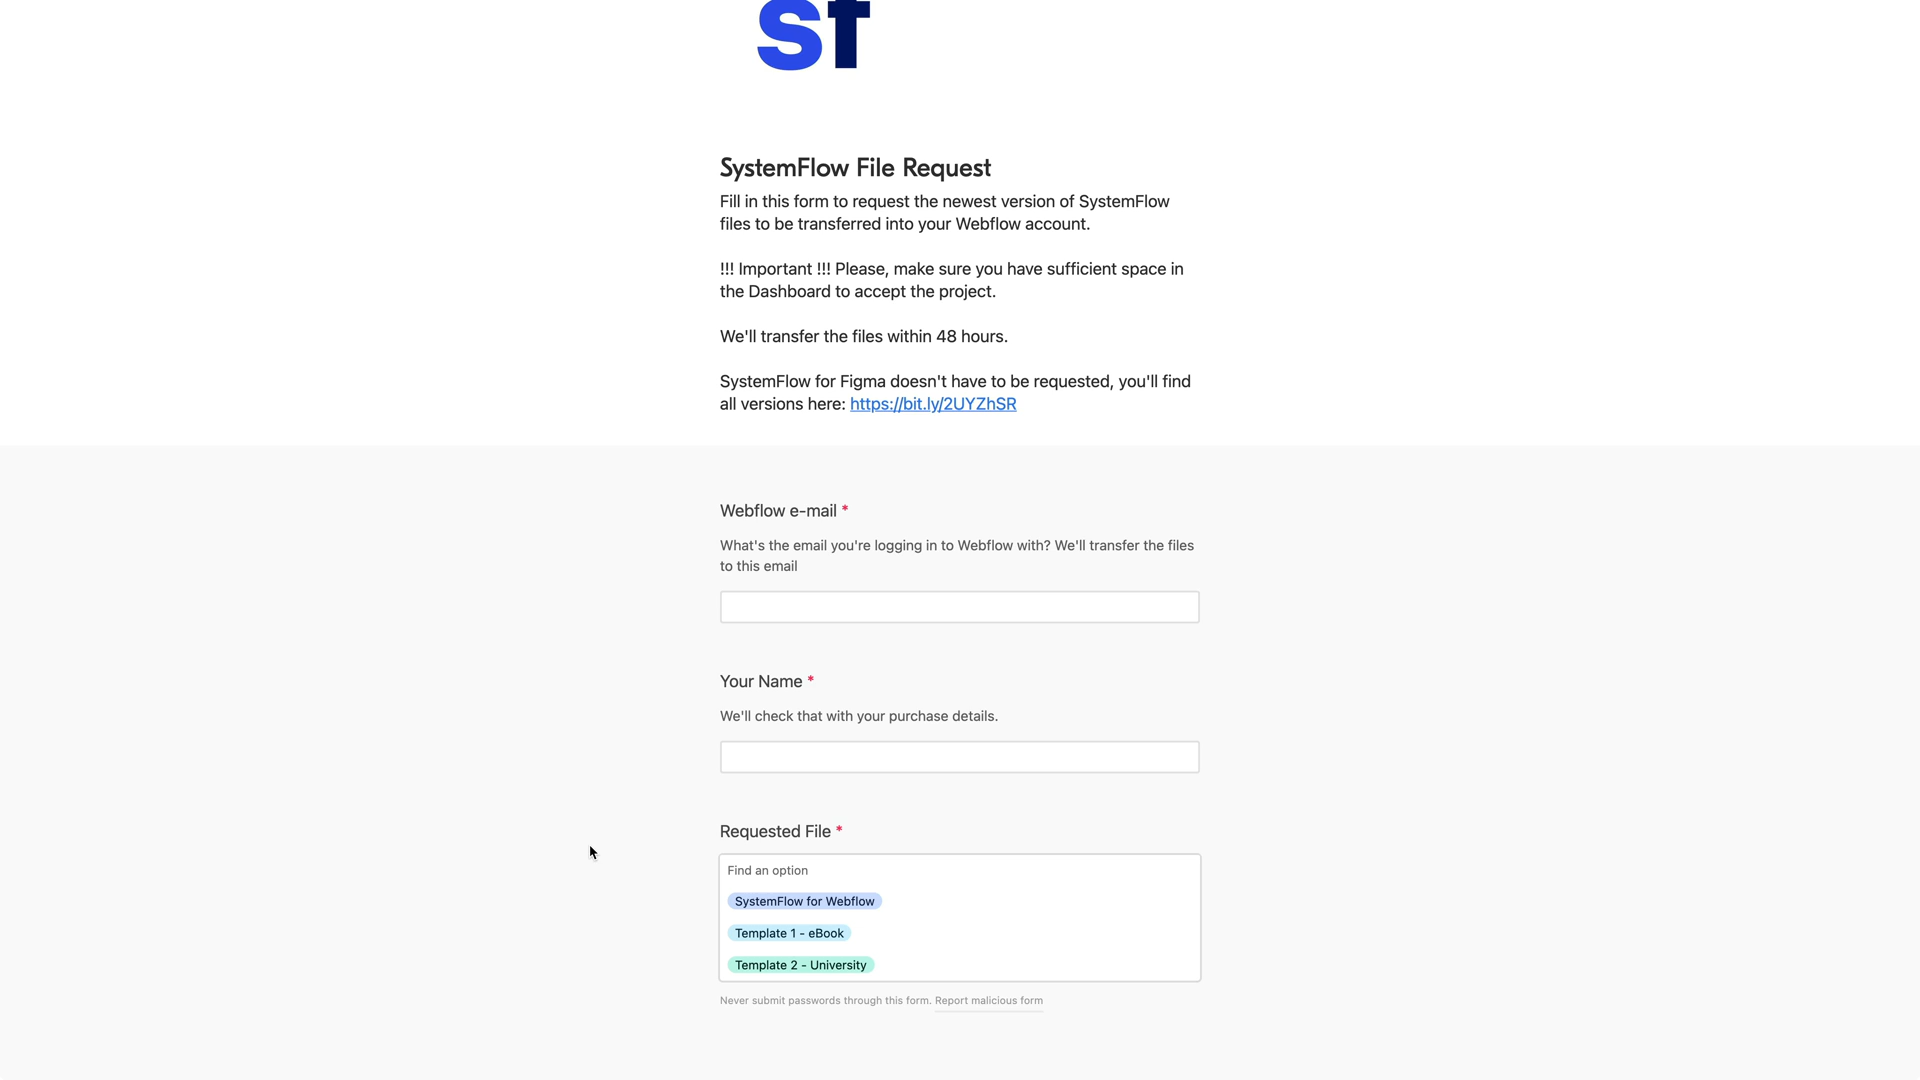 sf
SystemFlow File Request
Fill in this form to request the newest version of SystemFlow
files to be transferred into your Webflow account.
!!! Important !!! Please, make sure you have sufficient space in
the Dashboard to accept the project.
We'll transfer the files within 48 hours.
SystemFlow for Figma doesn't have to be requested, you'll find
all versions here: https://bit.ly/2UYZhSR
Webflow e-mail *
What's the email you're logging in to Webflow with? We'll transfer the files
to this email
Your Name *
We'll check that with your purchase details.
Requested File *
Find an option
SystemFlow for Webflow
Template 1 - eBook
Template 2 - University
Never submit passwords through this form. Report malicious form